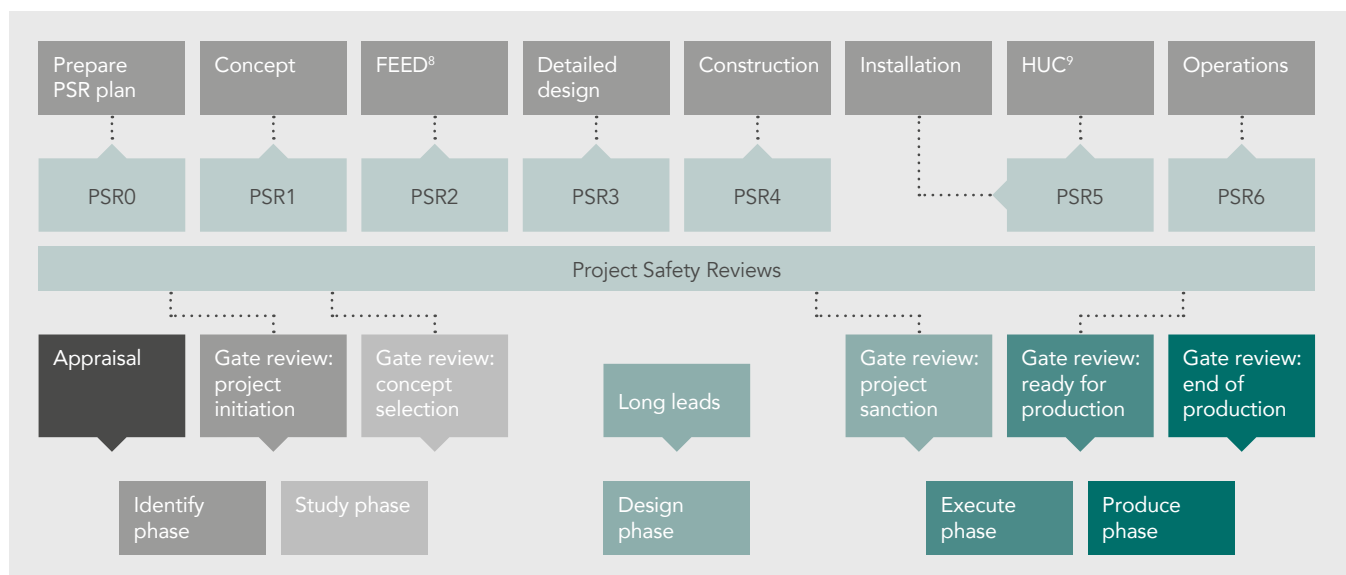 Prepare
PSR plan
Concept
FEED⁸
Detailed
design
Construction
Installation
HUC⁹
Operations
PSR0
PSR1
PSR2
PSR3
PSR4
PSR5
PSR6
Project Safety Reviews
Appraisal
Gate review:
project
initiation
Gate review:
concept
selection
Long leads
Gate review:
project
sanction
Gate review:
ready for
production
Gate review:
end of
production
Identify
phase
Study phase
Design
phase
Execute
phase
Produce
phase